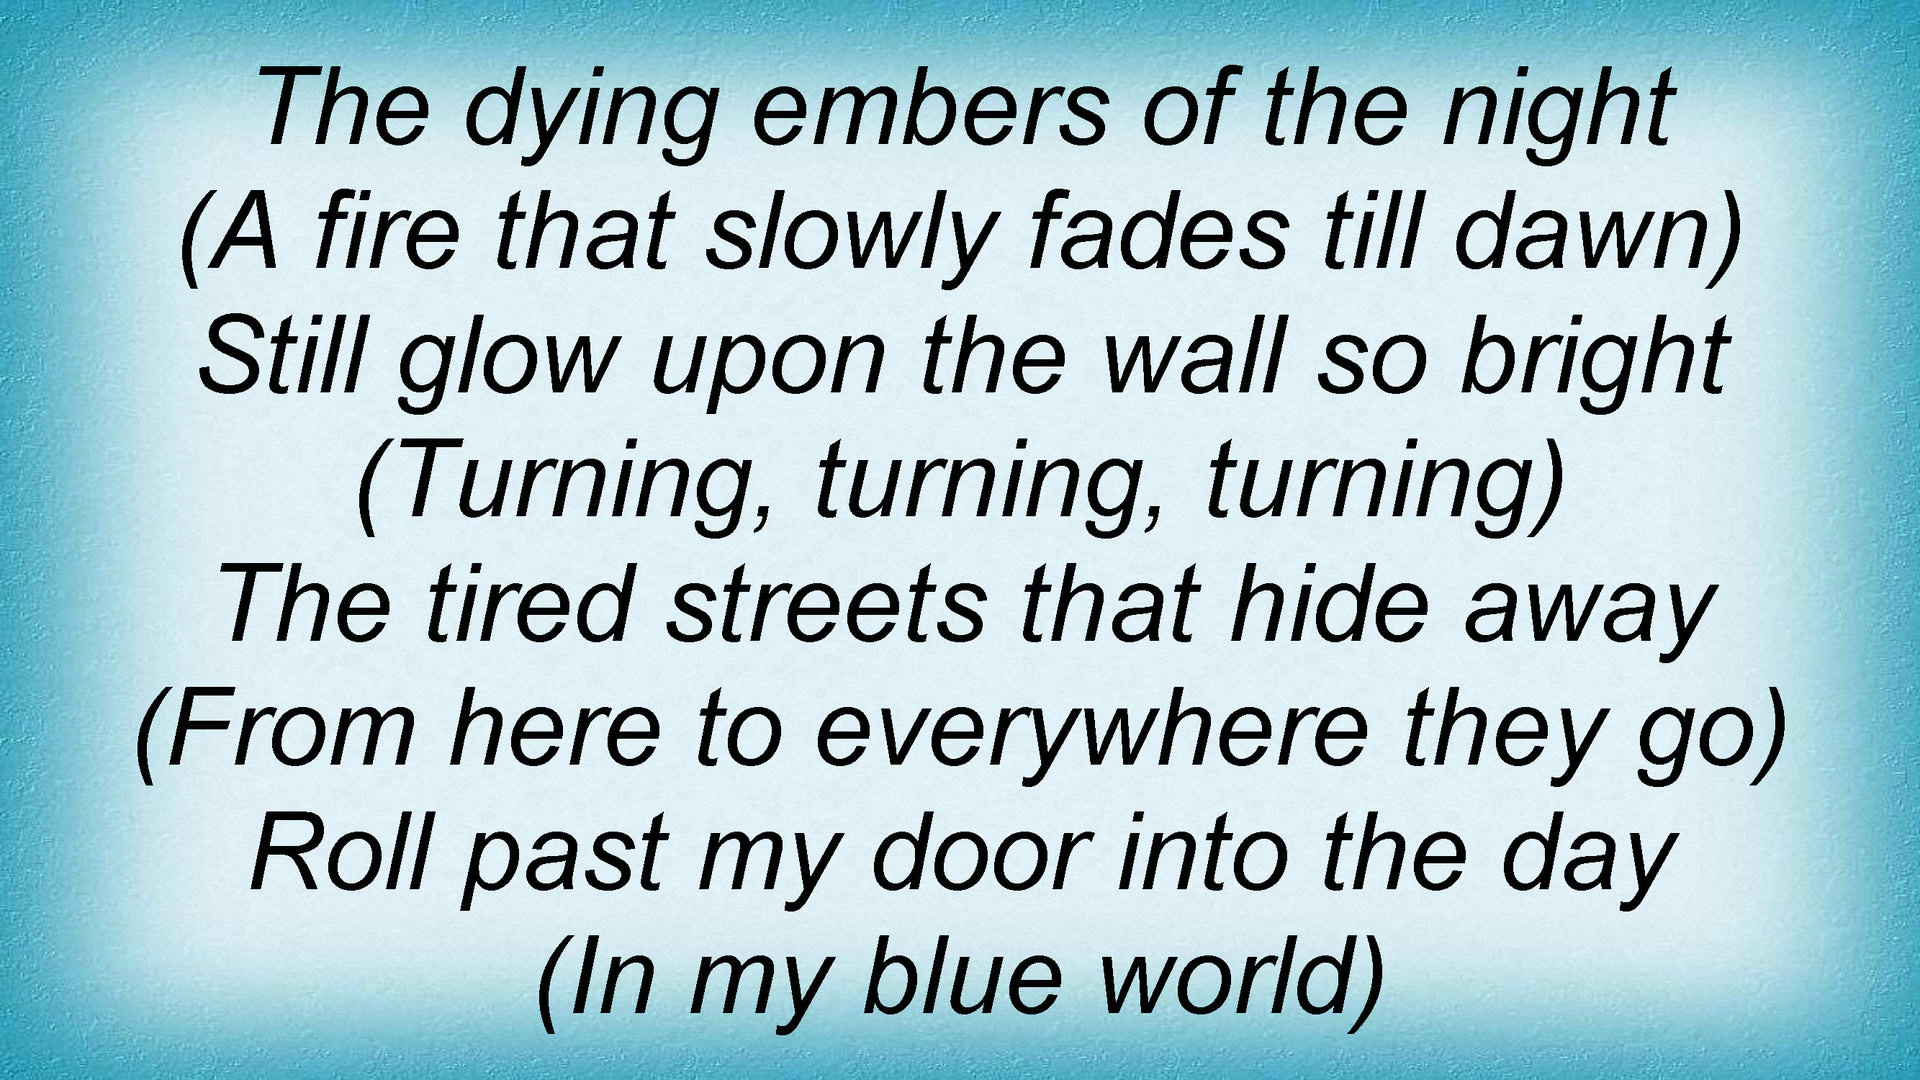 The dying embers of the night
(A fire that slowly fades till dawn)
Still glow upon the wall so bright
(Turning, turning, turning)
The tired streets that hide away
(From here to everywhere they go)
Roll past my door into the day
(In my blue world)